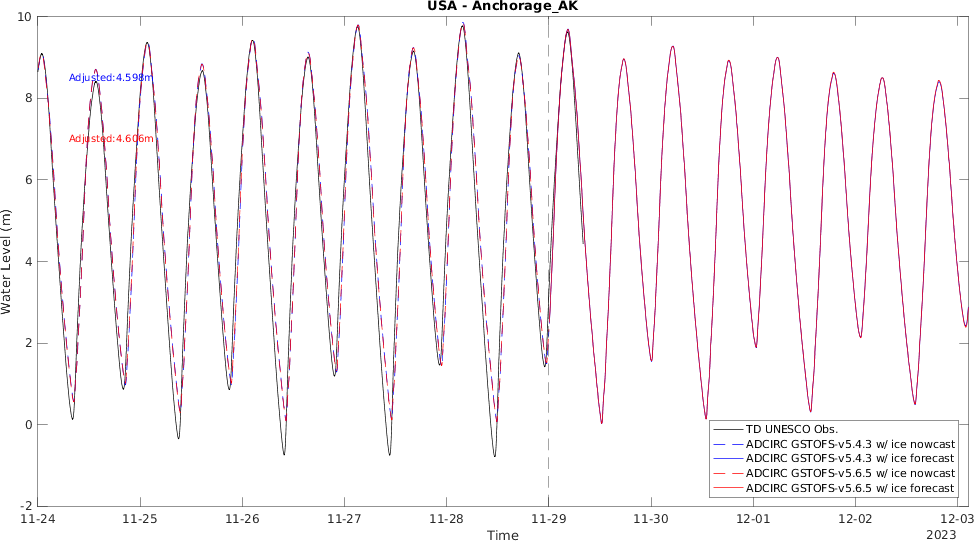 USA - Anchorage_AK
10
8
6
4
2
0
-2
Water Level (m)
Adjusted:4.598m
Adjusted:4.606m
TD UNESCO Obs.
ADCIRC GSTOFS-v5.4.3 w/ ice nowcast
ADCIRC GSTOFS-v5.4.3 w/ ice forecast
ADCIRC GSTOFS-v5.6.5 w/ ice nowcast
ADCIRC GSTOFS-v5.6.5 w/ ice forecast
11-24 11-25 11-26 11-27 11-28 11-29 11-30 12-01 12-02 12-03
Time
2023